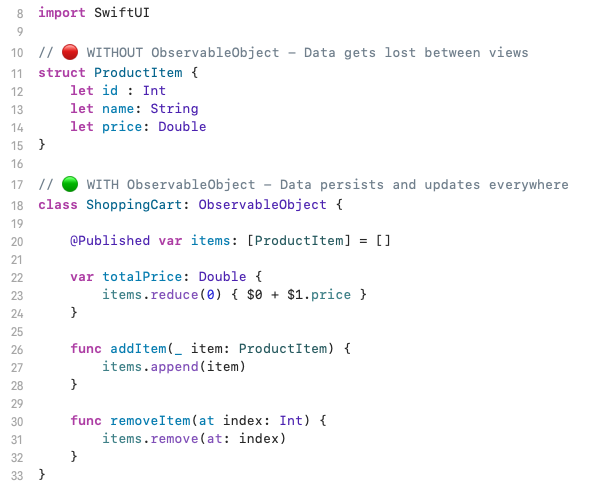 8 import SwiftUI
9
10 // 🔴 WITHOUT ObservableObject – Data gets lost between views
11 struct ProductItem {
12     let id : Int
13     let name: String
14     let price: Double
15 }
16
17 // 🟢 WITH ObservableObject – Data persists and updates everywhere
18 class ShoppingCart: ObservableObject {
19
20     @Published var items: [ProductItem] = []
21
22     var totalPrice: Double {
23         items.reduce(0) { $0 + $1.price }
24     }
25
26     func addItem(_ item: ProductItem) {
27         items.append(item)
28     }
29
30     func removeItem(at index: Int) {
31         items.remove(at: index)
32     }
33 }